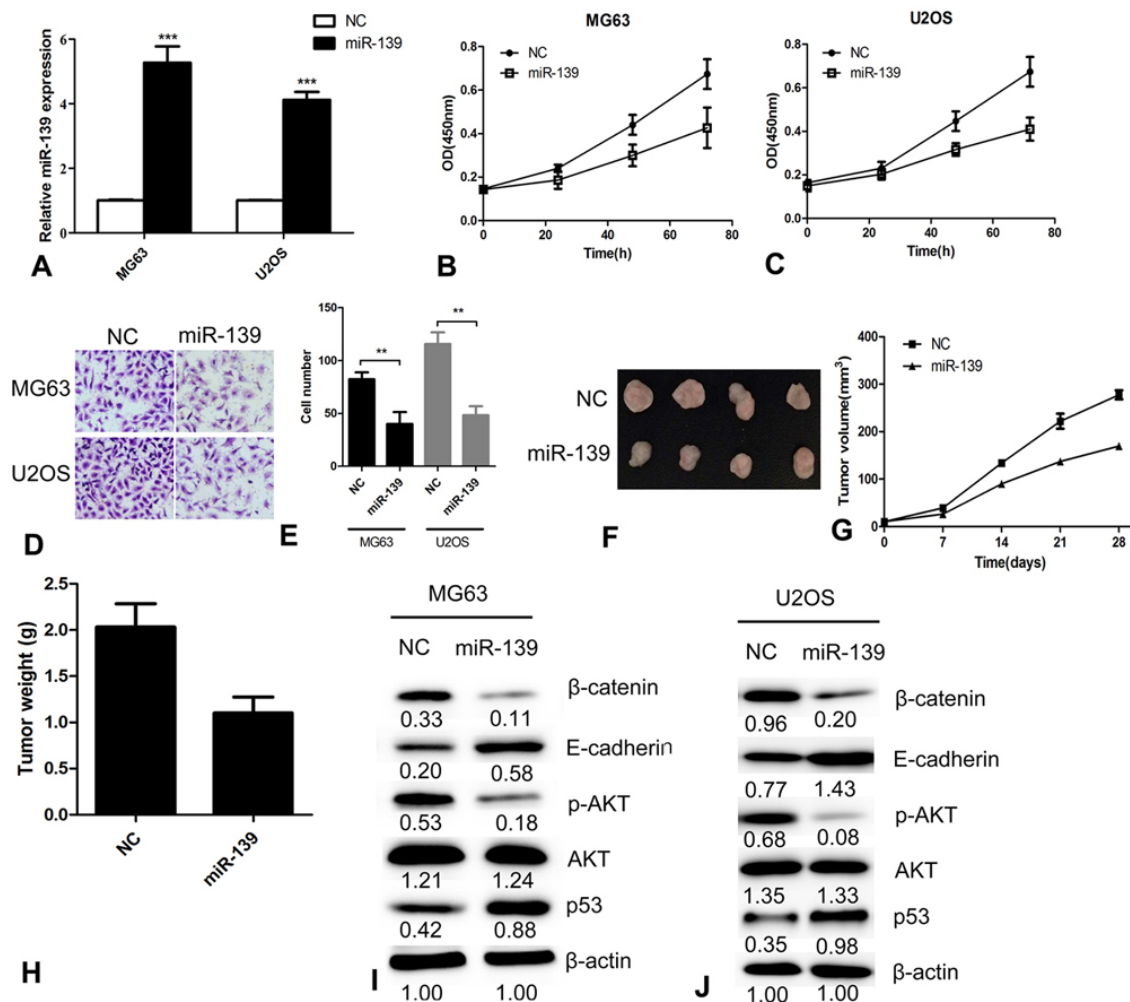 NC
miR-139
Relative miR-139 expression
6
4
2
0
***
***
MG63
U2OS
A
MG63
NC
miR-139
OD(450nm)
0.8
0.6
0.4
0.2
0.0
0 20 40 60 80
Time(h)
B
U2OS
NC
miR-139
OD(450nm)
0.8
0.6
0.4
0.2
0.0
0 20 40 60 80
Time(h)
C
NC miR-139
MG63
U2OS
D
Cell number
150
100
50
0
**
**
NC miR-139 NC miR-139
MG63 U2OS
E
NC
miR-139
F
NC
miR-139
Tumor volume(mm3)
400
300
200
100
0
0 7 14 21 28
Time(days)
G
Tumor weight (g)
2.5
2.0
1.5
1.0
0.5
0.0
NC miR-139
H
MG63
NC miR-139
β-catenin
0.33 0.11
E-cadherin
0.20 0.58
p-AKT
0.53 0.18
AKT
1.21 1.24
p53
0.42 0.88
β-actin
1.00 1.00
I
U2OS
NC miR-139
β-catenin
0.96 0.20
E-cadherin
0.77 1.43
p-AKT
0.68 0.08
AKT
1.35 1.33
p53
0.35 0.98
β-actin
1.00 1.00
J